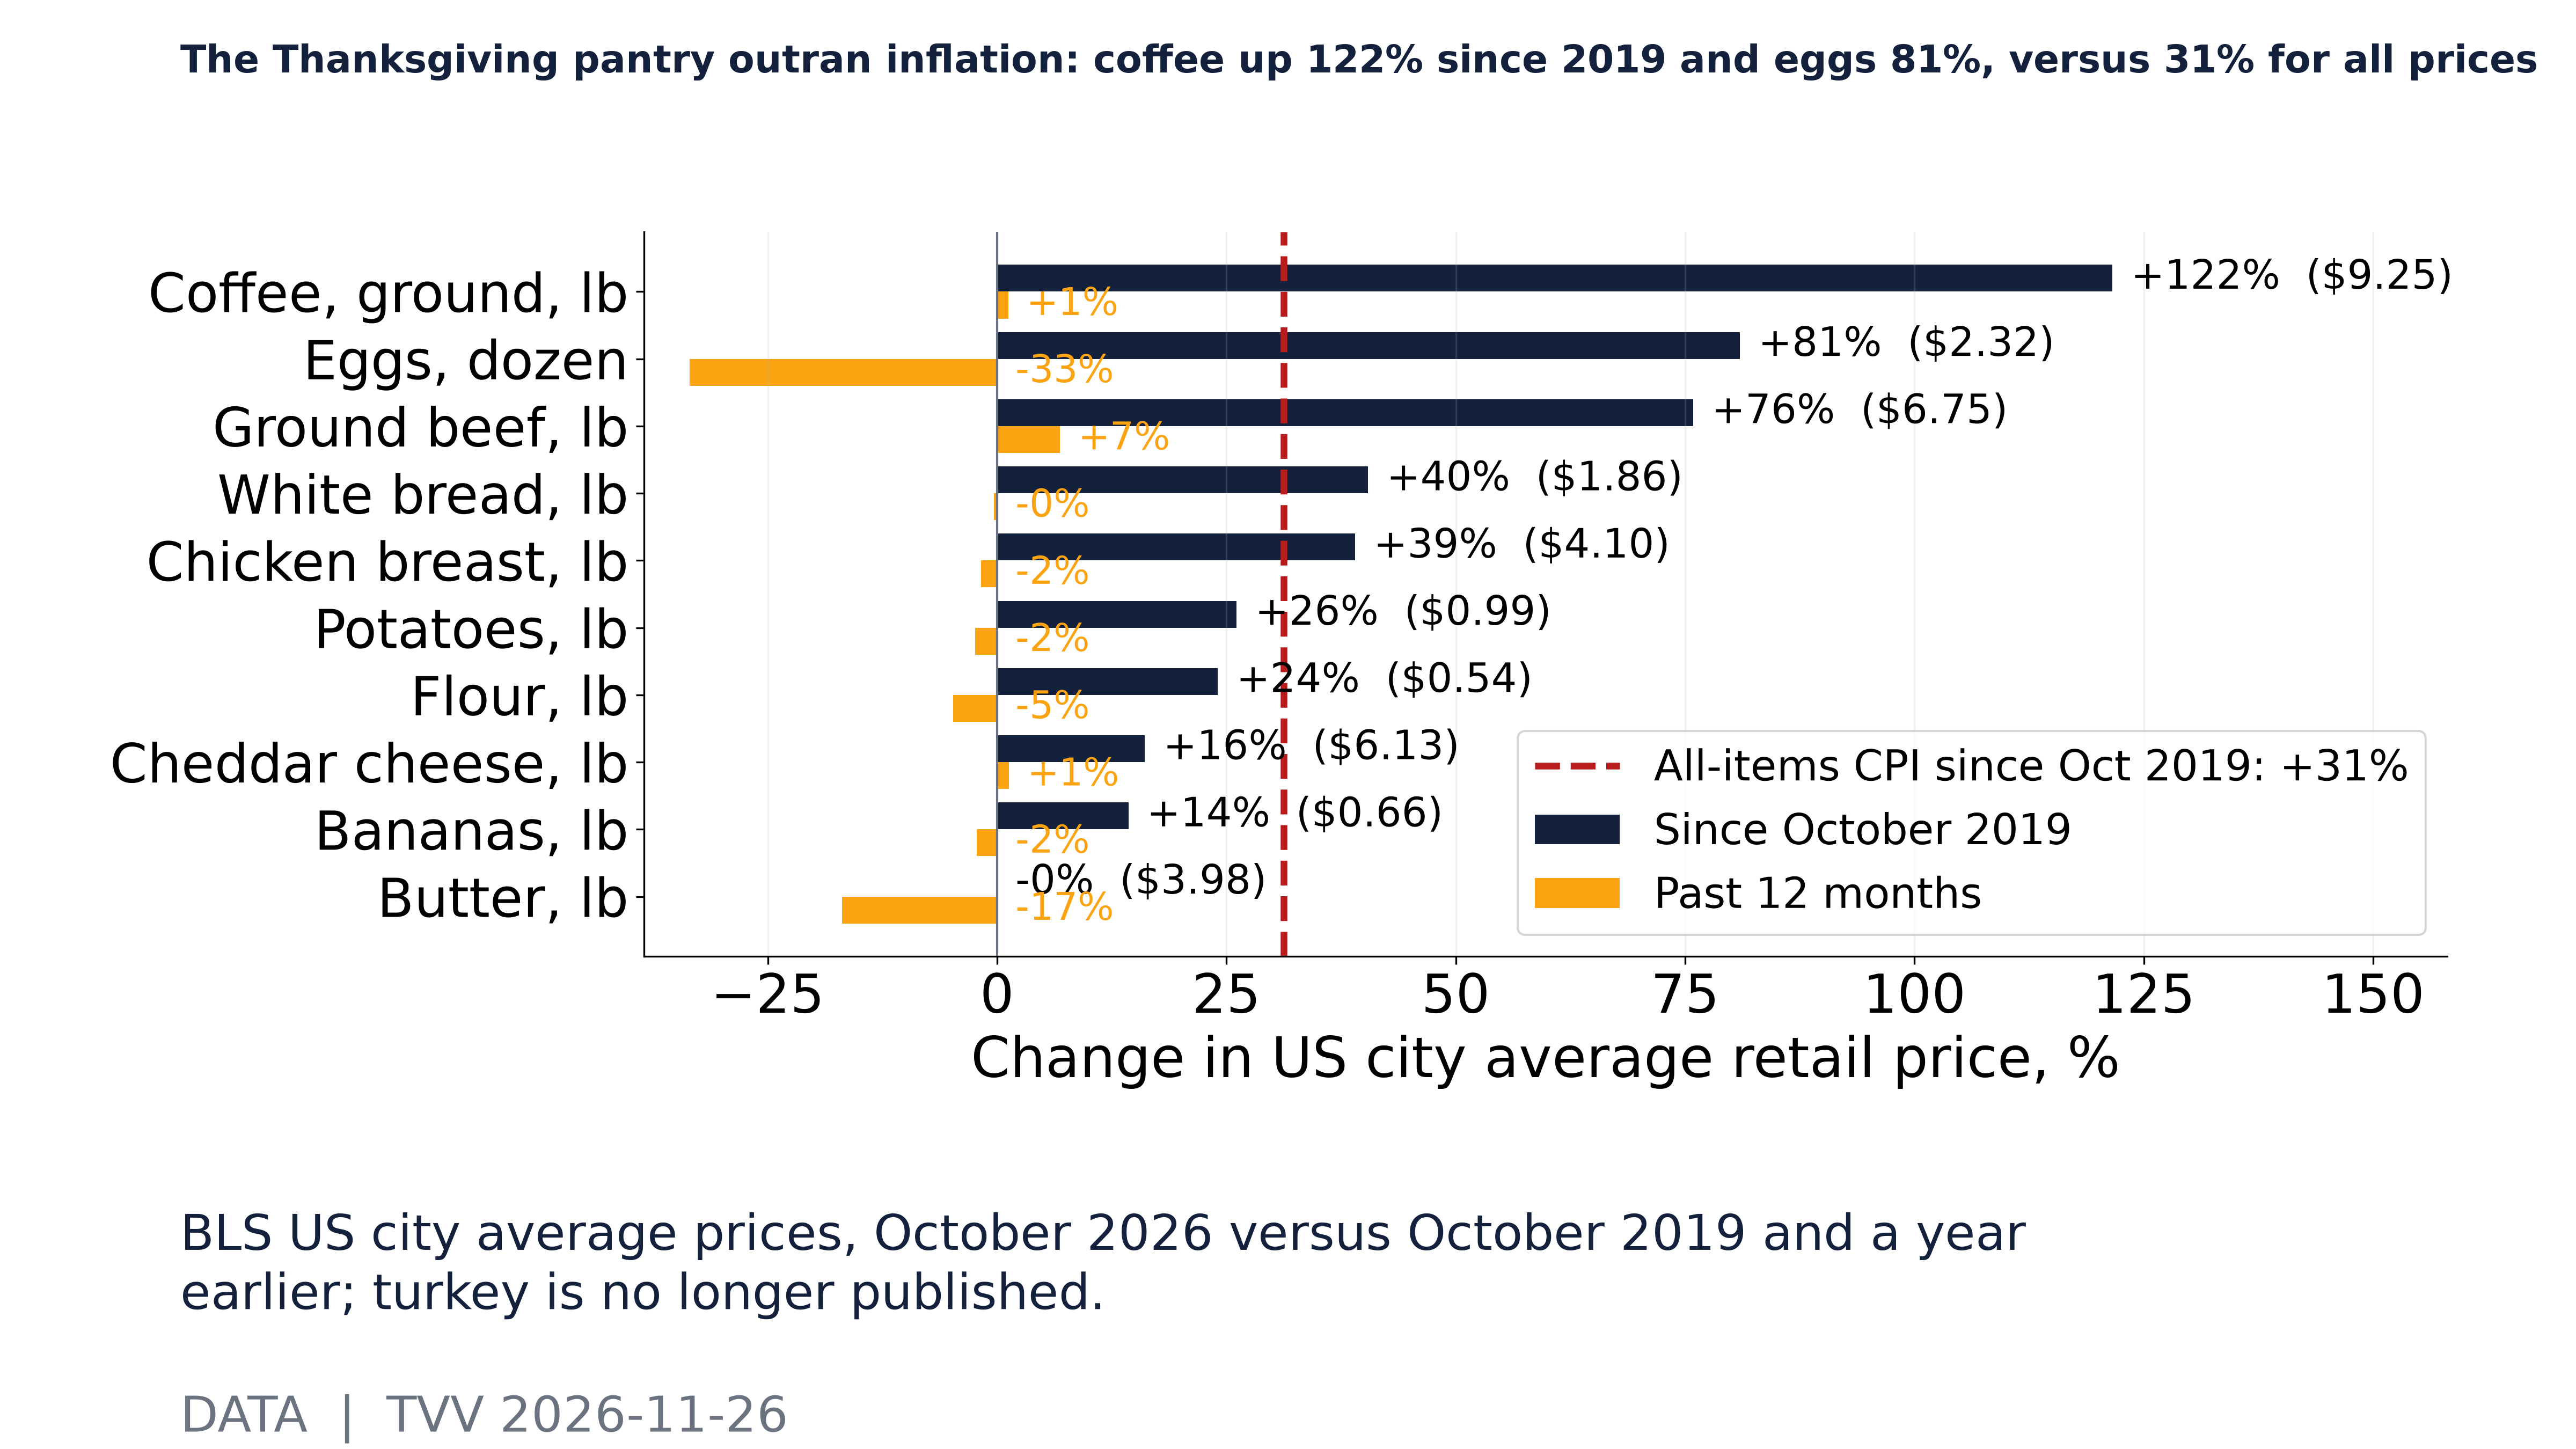 The Thanksgiving pantry outran inflation: coffee up 122% since 2019 and eggs 81%, versus 31% for all prices
Coffee, ground, lb
+122%  ($9.25)
+1%
Eggs, dozen
+81%  ($2.32)
-33%
Ground beef, lb
+76%  ($6.75)
+7%
White bread, lb
+40%  ($1.86)
-0%
Chicken breast, lb
+39%  ($4.10)
-2%
Potatoes, lb
+26%  ($0.99)
-2%
Flour, lb
+24%  ($0.54)
-5%
Cheddar cheese, lb
+16%  ($6.13)
+1%
Bananas, lb
+14%  ($0.66)
-2%
Butter, lb
-0%  ($3.98)
-17%
All-items CPI since Oct 2019: +31%
Since October 2019
Past 12 months
−25 0 25 50 75 100 125 150
Change in US city average retail price, %
BLS US city average prices, October 2026 versus October 2019 and a year
earlier; turkey is no longer published.
DATA | TVV 2026-11-26